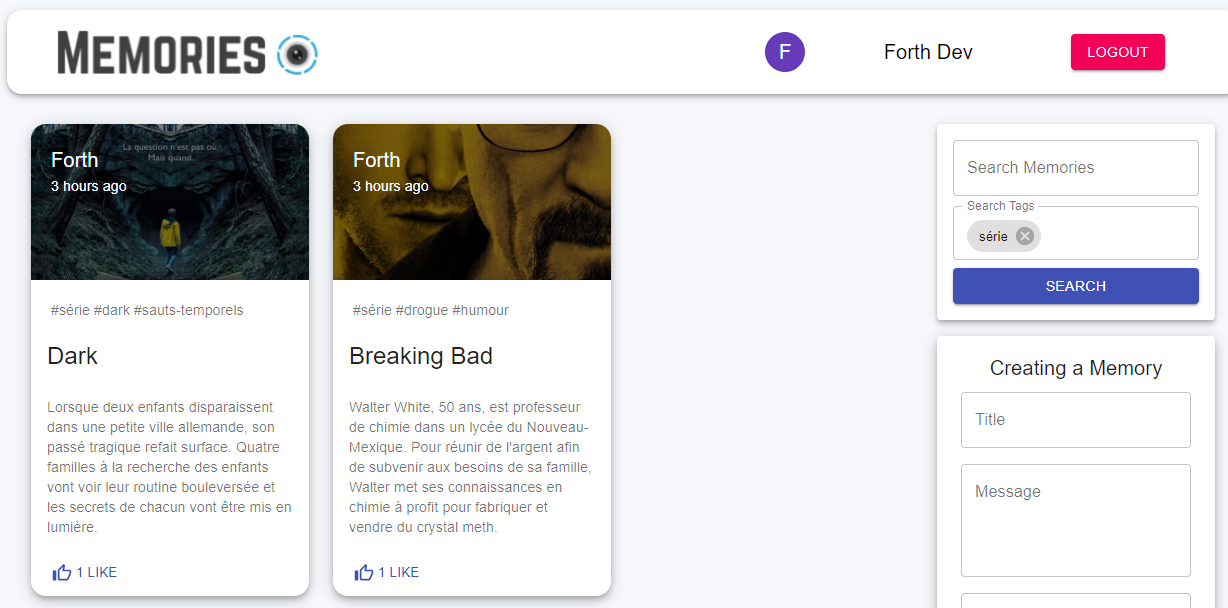 MEMORIES
F
Forth Dev
LOGOUT
La question n'est pas où.
Mais quand.
Forth
3 hours ago
#série #dark #sauts-temporels
Dark
Lorsque deux enfants disparaissent
dans une petite ville allemande, son
passé tragique refait surface. Quatre
familles à la recherche des enfants
vont voir leur routine bouleversée et
les secrets de chacun vont être mis en
lumière.
1 LIKE
Forth
3 hours ago
#série #drogue #humour
Breaking Bad
Walter White, 50 ans, est professeur
de chimie dans un lycée du Nouveau-
Mexique. Pour réunir de l'argent afin
de subvenir aux besoins de sa famille,
Walter met ses connaissances en
chimie à profit pour fabriquer et
vendre du crystal meth.
1 LIKE
Search Memories
Search Tags
série
SEARCH
Creating a Memory
Title
Message